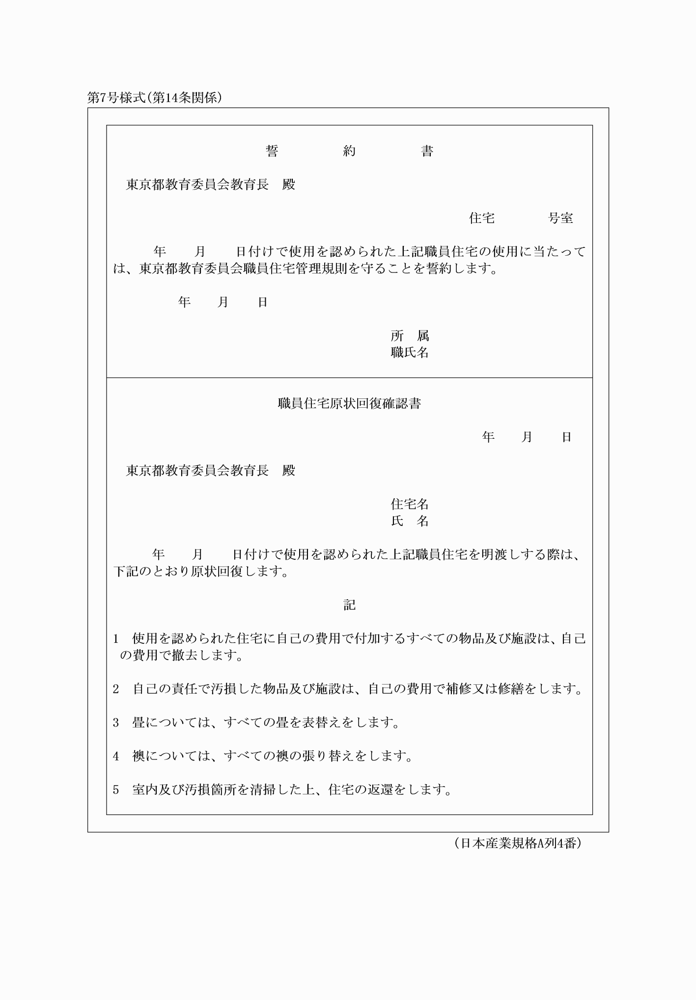 第7号様式(第14条関係)
誓　　　　　約　　　　　書
東京都教育委員会教育長　殿
住宅　　　　号室
年　　月　　日付けで使用を認められた上記職員住宅の使用に当たって
は、東京都教育委員会職員住宅管理規則を守ることを誓約します。
年　　月　　日
所　属
職氏名
職員住宅原状回復確認書
年　　月　　日
東京都教育委員会教育長　殿
住宅名
氏　名
年　　月　　日付けで使用を認められた上記職員住宅を明渡しする際は、
下記のとおり原状回復します。
記
1　使用を認められた住宅に自己の費用で付加するすべての物品及び施設は、自己
の費用で撤去します。
2　自己の責任で汚損した物品及び施設は、自己の費用で補修又は修繕をします。
3　畳については、すべての畳を表替えをします。
4　襖については、すべての襖の張り替えをします。
5　室内及び汚損箇所を清掃した上、住宅の返還をします。
(日本産業規格A列4番)